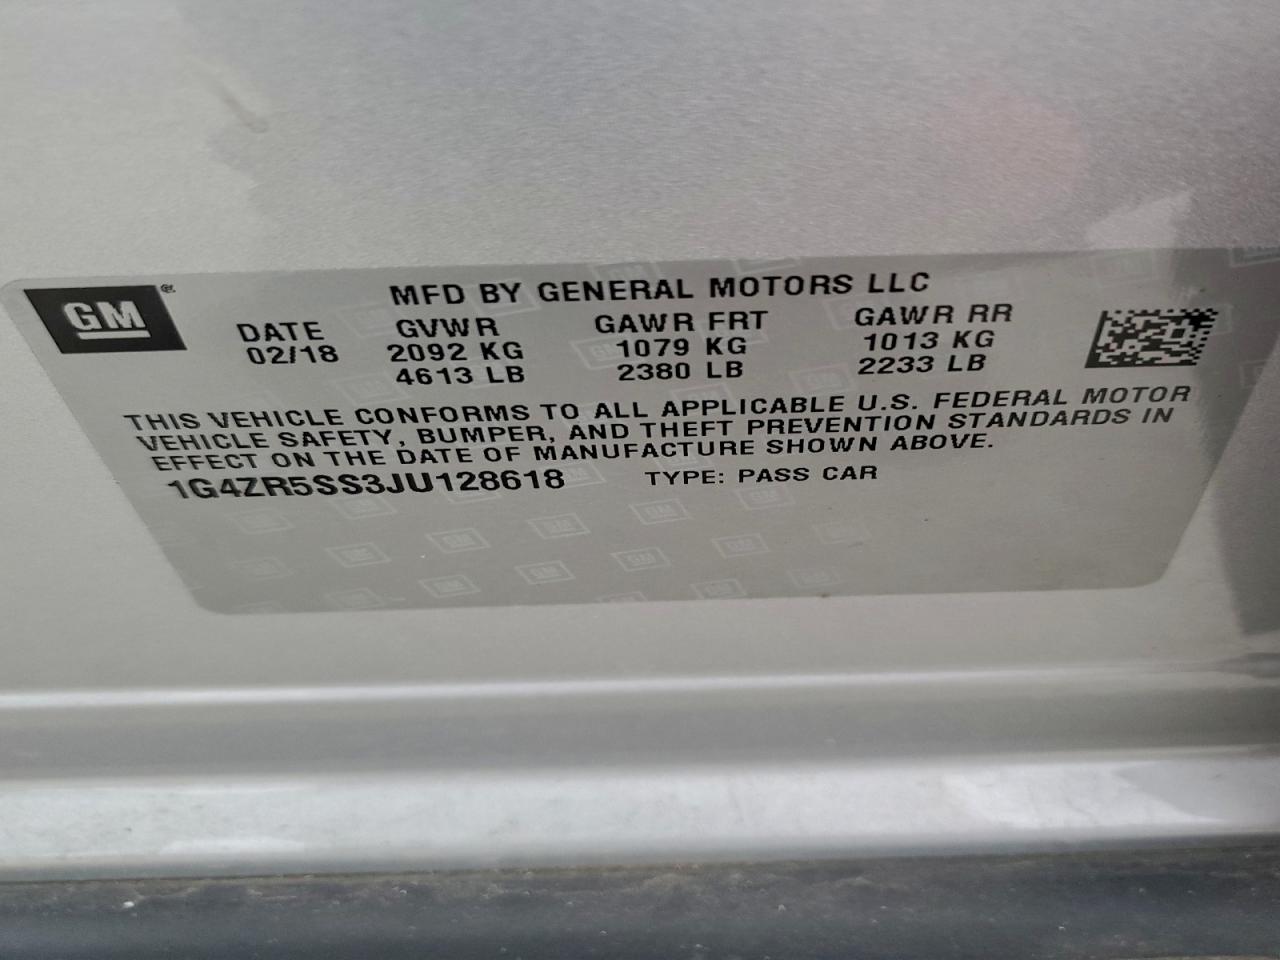 GM®
MFD BY GENERAL MOTORS LLC
DATE GVWR GAWR FRT GAWR RR
02/18 2092 KG 1079 KG 1013 KG
4613 LB 2380 LB 2233 LB
THIS VEHICLE CONFORMS TO ALL APPLICABLE U.S. FEDERAL MOTOR
VEHICLE SAFETY, BUMPER, AND THEFT PREVENTION STANDARDS IN
EFFECT ON THE DATE OF MANUFACTURE SHOWN ABOVE.
1G4ZR5SS3JU128618 TYPE: PASS CAR